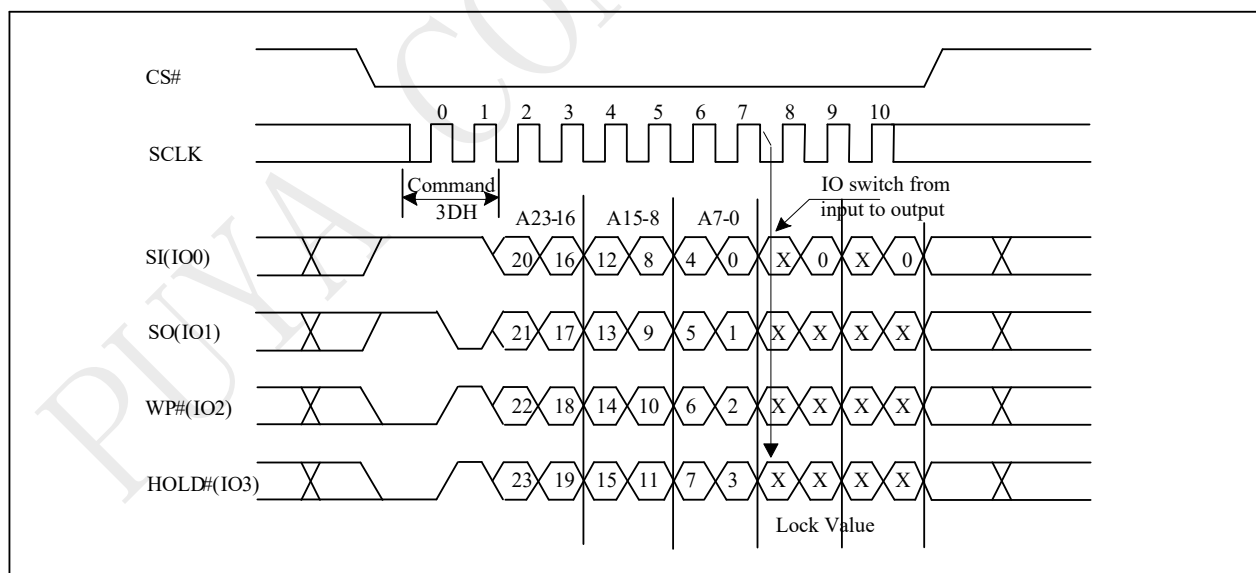 PUYA CON
CS#
0 1 2 3 4 5 6 7 8 9 10
SCLK
Command
3DH
IO switch from
input to output
A23-16 A15-8 A7-0
SI(IO0) 20 16 12 8 4 0 X 0 X 0
SO(IO1) 21 17 13 9 5 1 X X X X
WP#(IO2) 22 18 14 10 6 2 X X X X
HOLD#(IO3) 23 19 15 11 7 3 X X X X
Lock Value